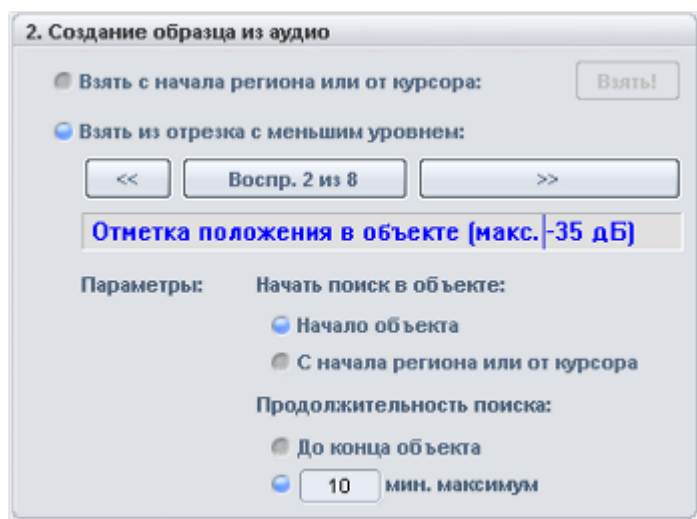 2. Создание образца из аудио
Взять с начала региона или от курсора: Взять!
Взять из отрезка с меньшим уровнем:
<< Воспр. 2 из 8 >>
Отметка положения в объекте (макс. -35 дБ)
Параметры: Начать поиск в объекте:
Начало объекта
С начала региона или от курсора
Продолжительность поиска:
До конца объекта
10 мин. максимум